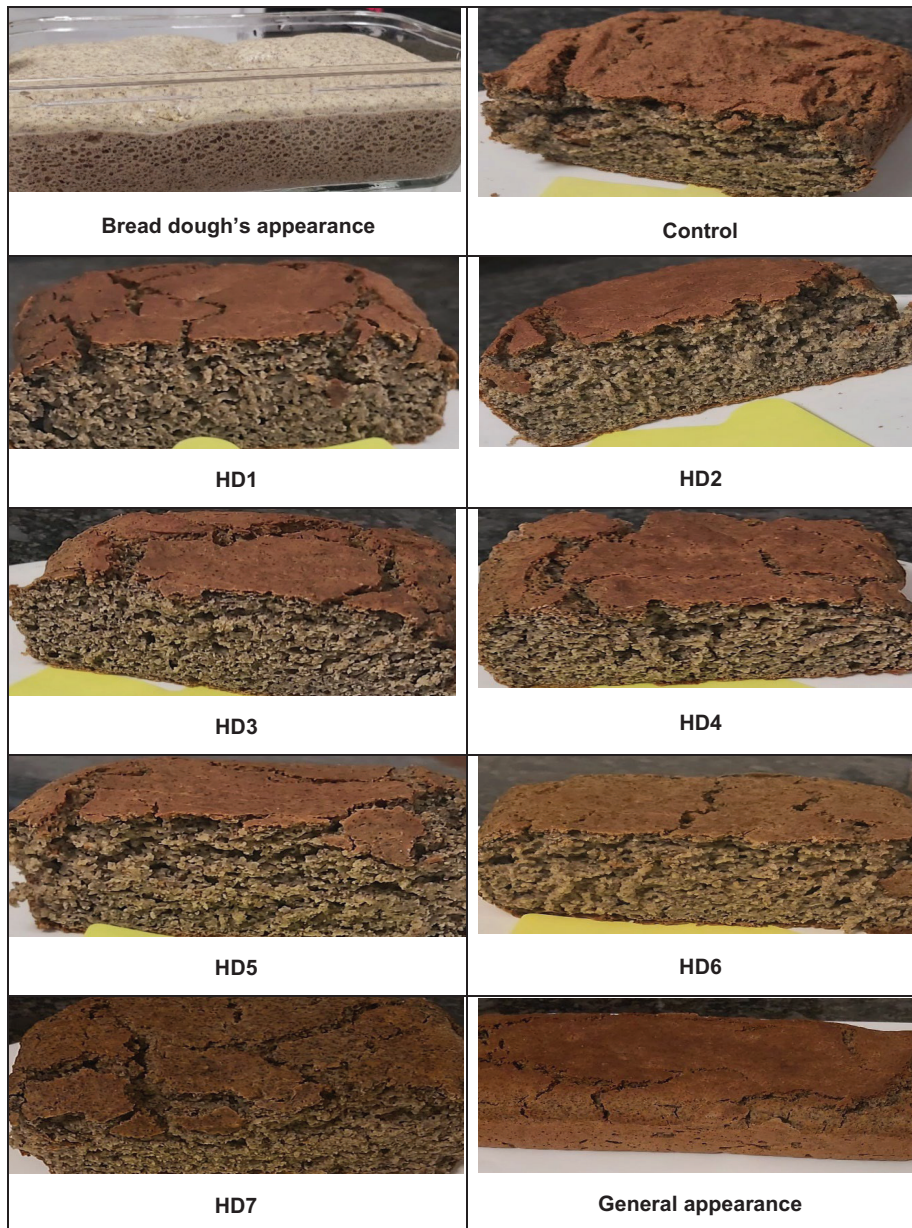 Bread dough’s appearance
Control
HD1
HD2
HD3
HD4
HD5
HD6
HD7
General appearance